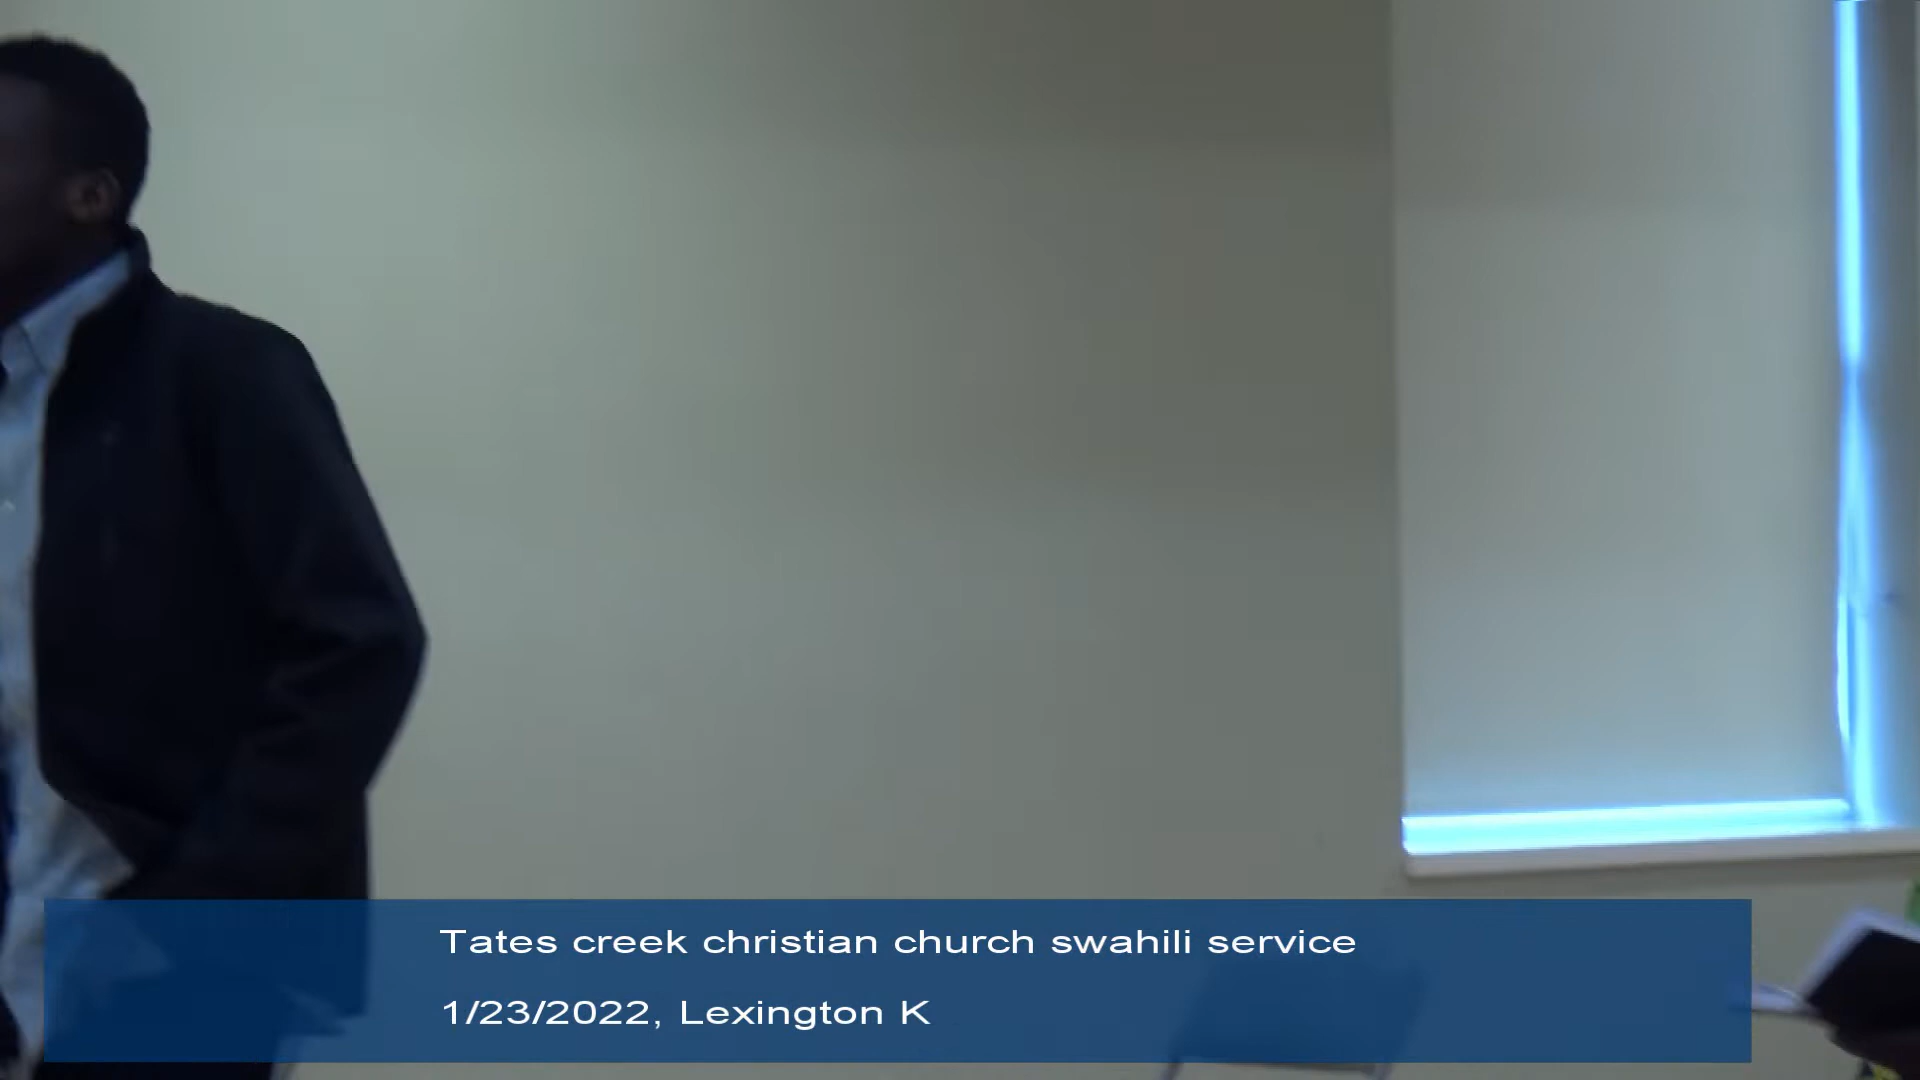 Tates creek christian church swahili service
1/23/2022, Lexington K